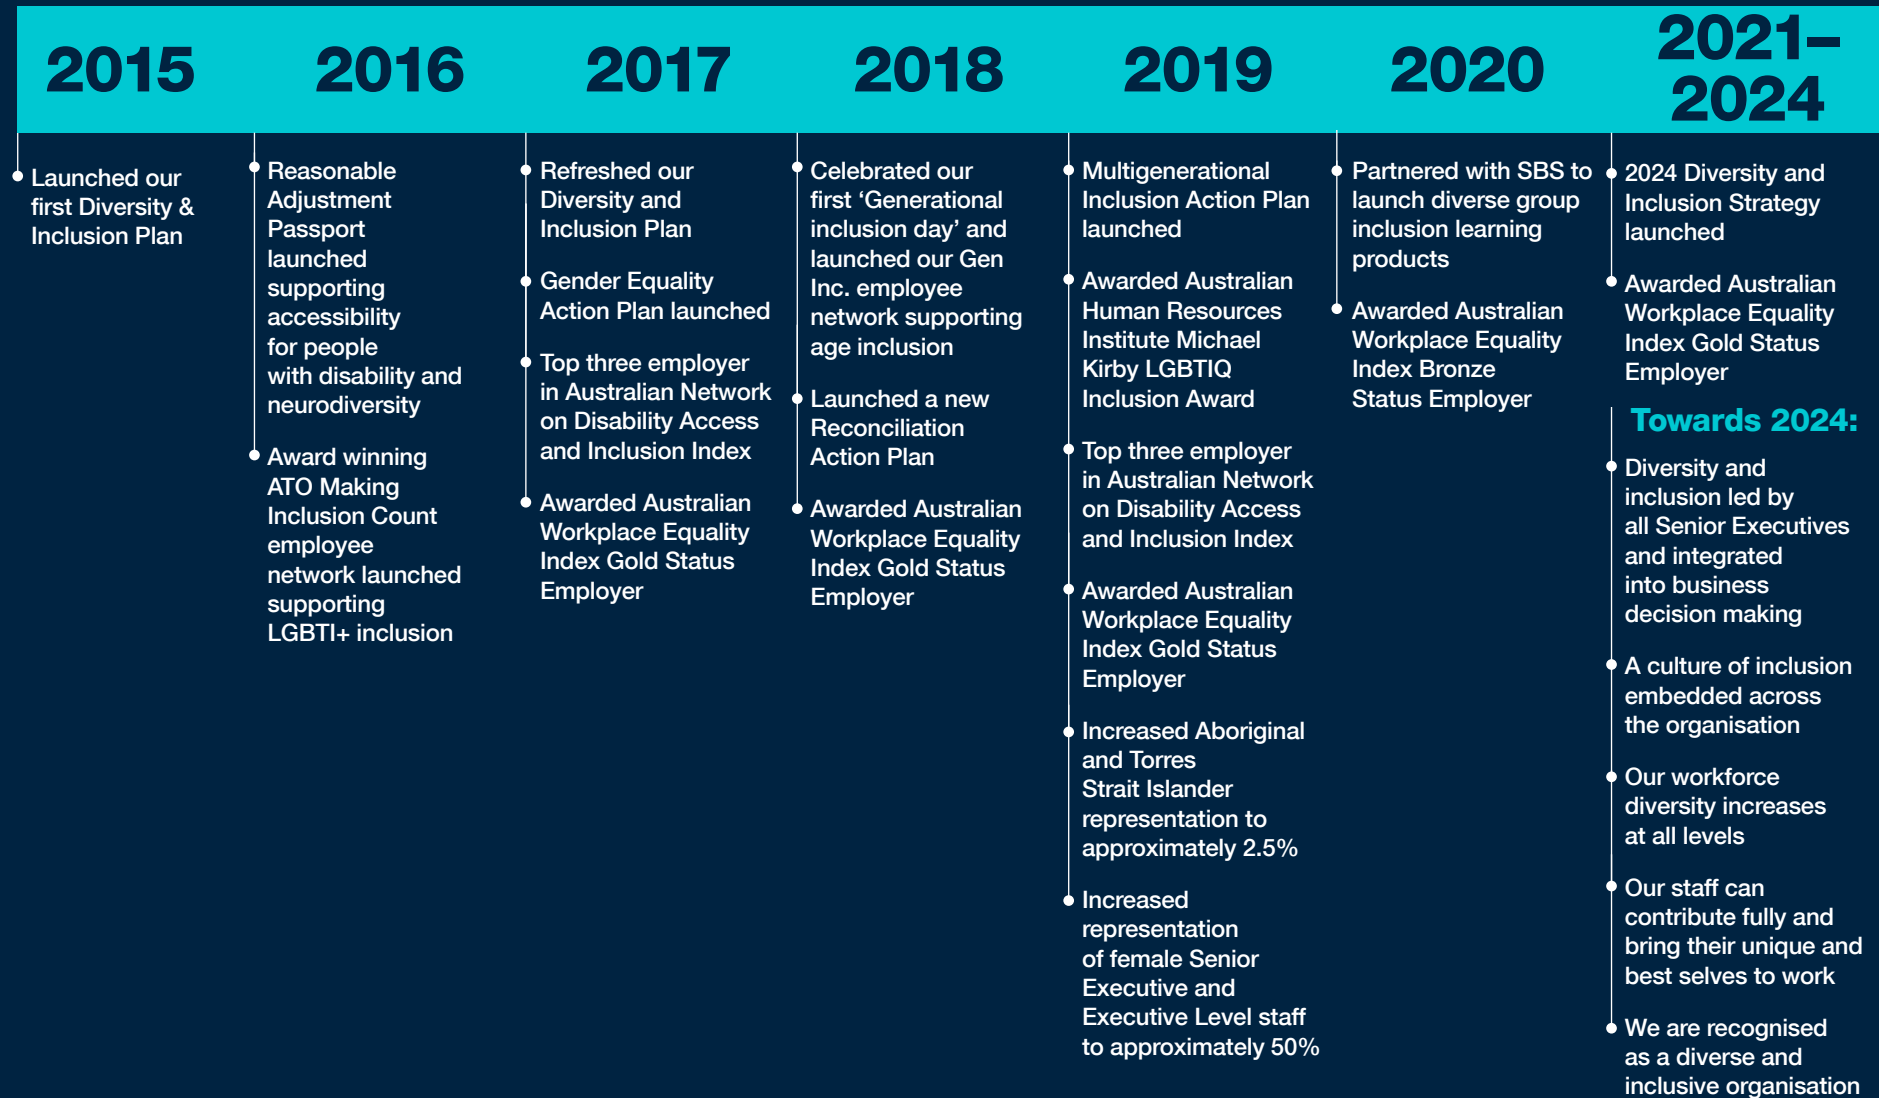 2015
Launched our
first Diversity &
Inclusion Plan
2016
Reasonable
Adjustment
Passport
launched
supporting
accessibility
for people
with disability and
neurodiversity
Award winning
ATO Making
Inclusion Count
employee
network launched
supporting
LGBTI+ inclusion
2017
Refreshed our
Diversity and
Inclusion Plan
Gender Equality
Action Plan launched
Top three employer
in Australian Network
on Disability Access
and Inclusion Index
Awarded Australian
Workplace Equality
Index Gold Status
Employer
2018
Celebrated our
first ‘Generational
inclusion day’ and
launched our Gen
Inc. employee
network supporting
age inclusion
Launched a new
Reconciliation
Action Plan
Awarded Australian
Workplace Equality
Index Gold Status
Employer
2019
Multigenerational
Inclusion Action Plan
launched
Awarded Australian
Human Resources
Institute Michael
Kirby LGBTIQ
Inclusion Award
Top three employer
in Australian Network
on Disability Access
and Inclusion Index
Awarded Australian
Workplace Equality
Index Gold Status
Employer
Increased Aboriginal
and Torres
Strait Islander
representation to
approximately 2.5%
Increased
representation
of female Senior
Executive and
Executive Level staff
to approximately 50%
2020
Partnered with SBS to
launch diverse group
inclusion learning
products
Awarded Australian
Workplace Equality
Index Bronze
Status Employer
2021–
2024
2024 Diversity and
Inclusion Strategy
launched
Awarded Australian
Workplace Equality
Index Gold Status
Employer
Towards 2024:
Diversity and
inclusion led by
all Senior Executives
and integrated
into business
decision making
A culture of inclusion
embedded across
the organisation
Our workforce
diversity increases
at all levels
Our staff can
contribute fully and
bring their unique and
best selves to work
We are recognised
as a diverse and
inclusive organisation